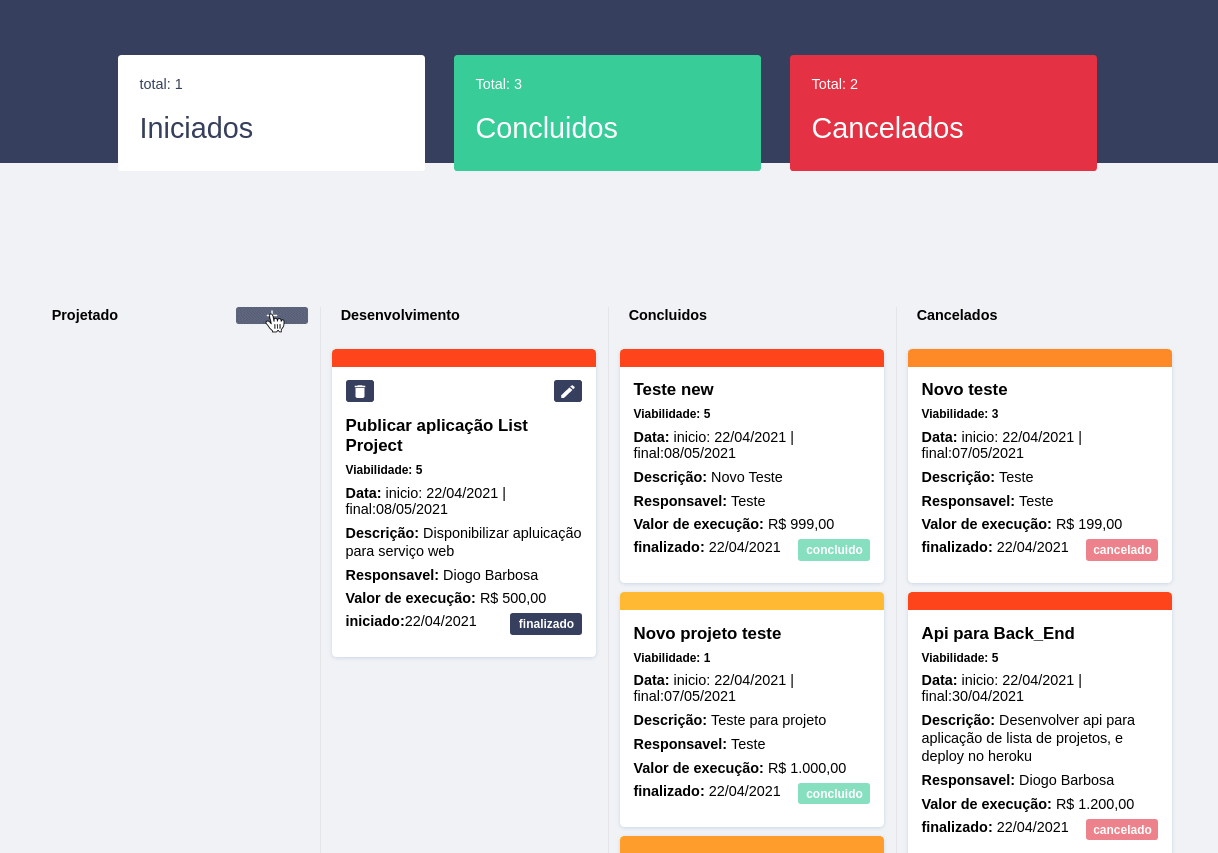 total: 1
Iniciados
Total: 3
Concluidos
Total: 2
Cancelados
Projetado
Desenvolvimento
Publicar aplicação List
Project
Viabilidade: 5
Data: inicio: 22/04/2021 |
final:08/05/2021
Descrição: Disponibilizar apluicação
para serviço web
Responsavel: Diogo Barbosa
Valor de execução: R$ 500,00
iniciado:22/04/2021
finalizado
Concluidos
Teste new
Viabilidade: 5
Data: inicio: 22/04/2021 |
final:08/05/2021
Descrição: Novo Teste
Responsavel: Teste
Valor de execução: R$ 999,00
finalizado: 22/04/2021
concluido
Novo projeto teste
Viabilidade: 1
Data: inicio: 22/04/2021 |
final:07/05/2021
Descrição: Teste para projeto
Responsavel: Teste
Valor de execução: R$ 1.000,00
finalizado: 22/04/2021
concluido
Cancelados
Novo teste
Viabilidade: 3
Data: inicio: 22/04/2021 |
final:07/05/2021
Descrição: Teste
Responsavel: Teste
Valor de execução: R$ 199,00
finalizado: 22/04/2021
cancelado
Api para Back_End
Viabilidade: 5
Data: inicio: 22/04/2021 |
final:30/04/2021
Descrição: Desenvolver api para
aplicação de lista de projetos, e
deploy no heroku
Responsavel: Diogo Barbosa
Valor de execução: R$ 1.200,00
finalizado: 22/04/2021
cancelado